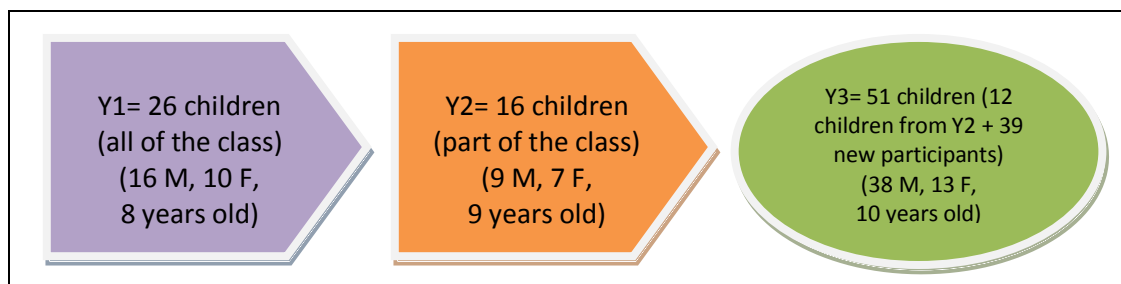 Y1= 26 children
(all of the class)
(16 M, 10 F,
8 years old)
Y2= 16 children
(part of the class)
(9 M, 7 F,
9 years old)
Y3= 51 children (12
children from Y2 + 39
new participants)
(38 M, 13 F,
10 years old)